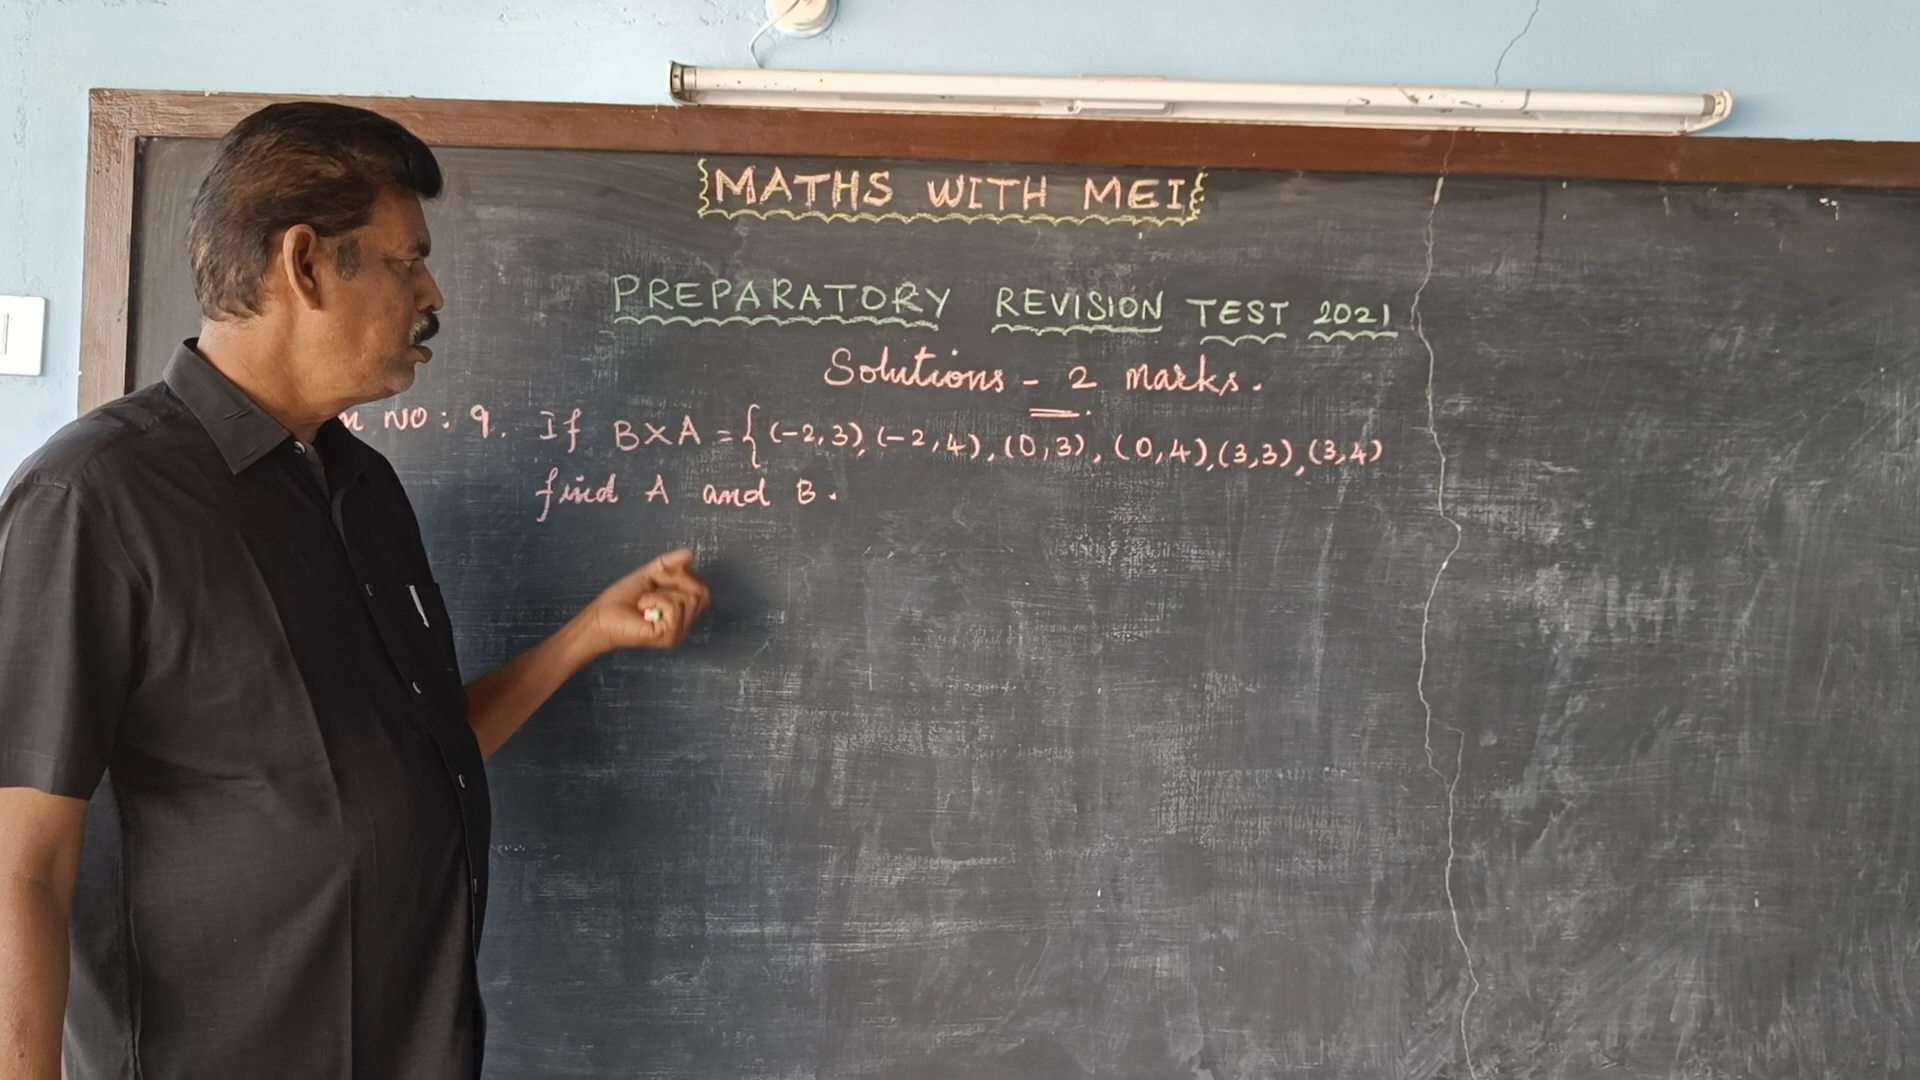 MATHS WITH MEI
PREPARATORY REVISION TEST 2021
Solutions - 2 marks.
NO: 9. If B×A = {(-2,3), (-2,4), (0,3), (0,4), (3,3), (3,4)
find A and B.